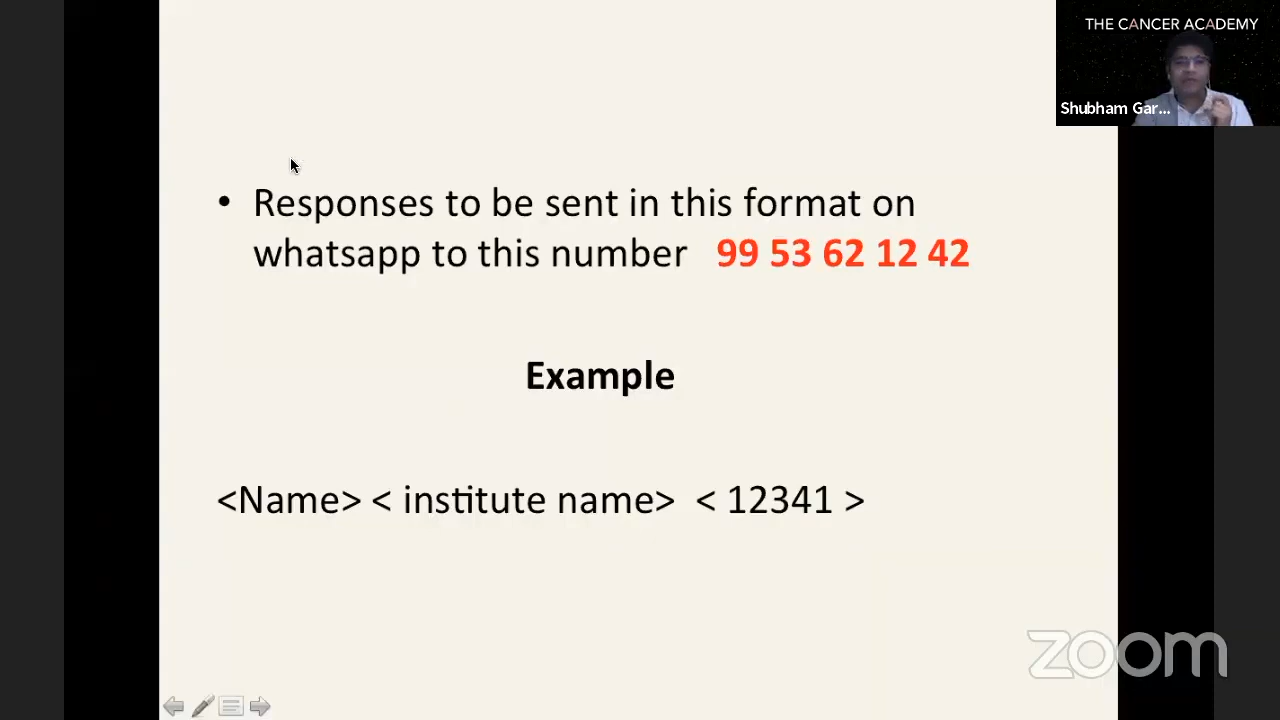 THE CANCER ACADEMY
Shubham Gar...
• Responses to be sent in this format on
whatsapp to this number 99 53 62 12 42
Example
<Name> < institute name> < 12341 >
zoom